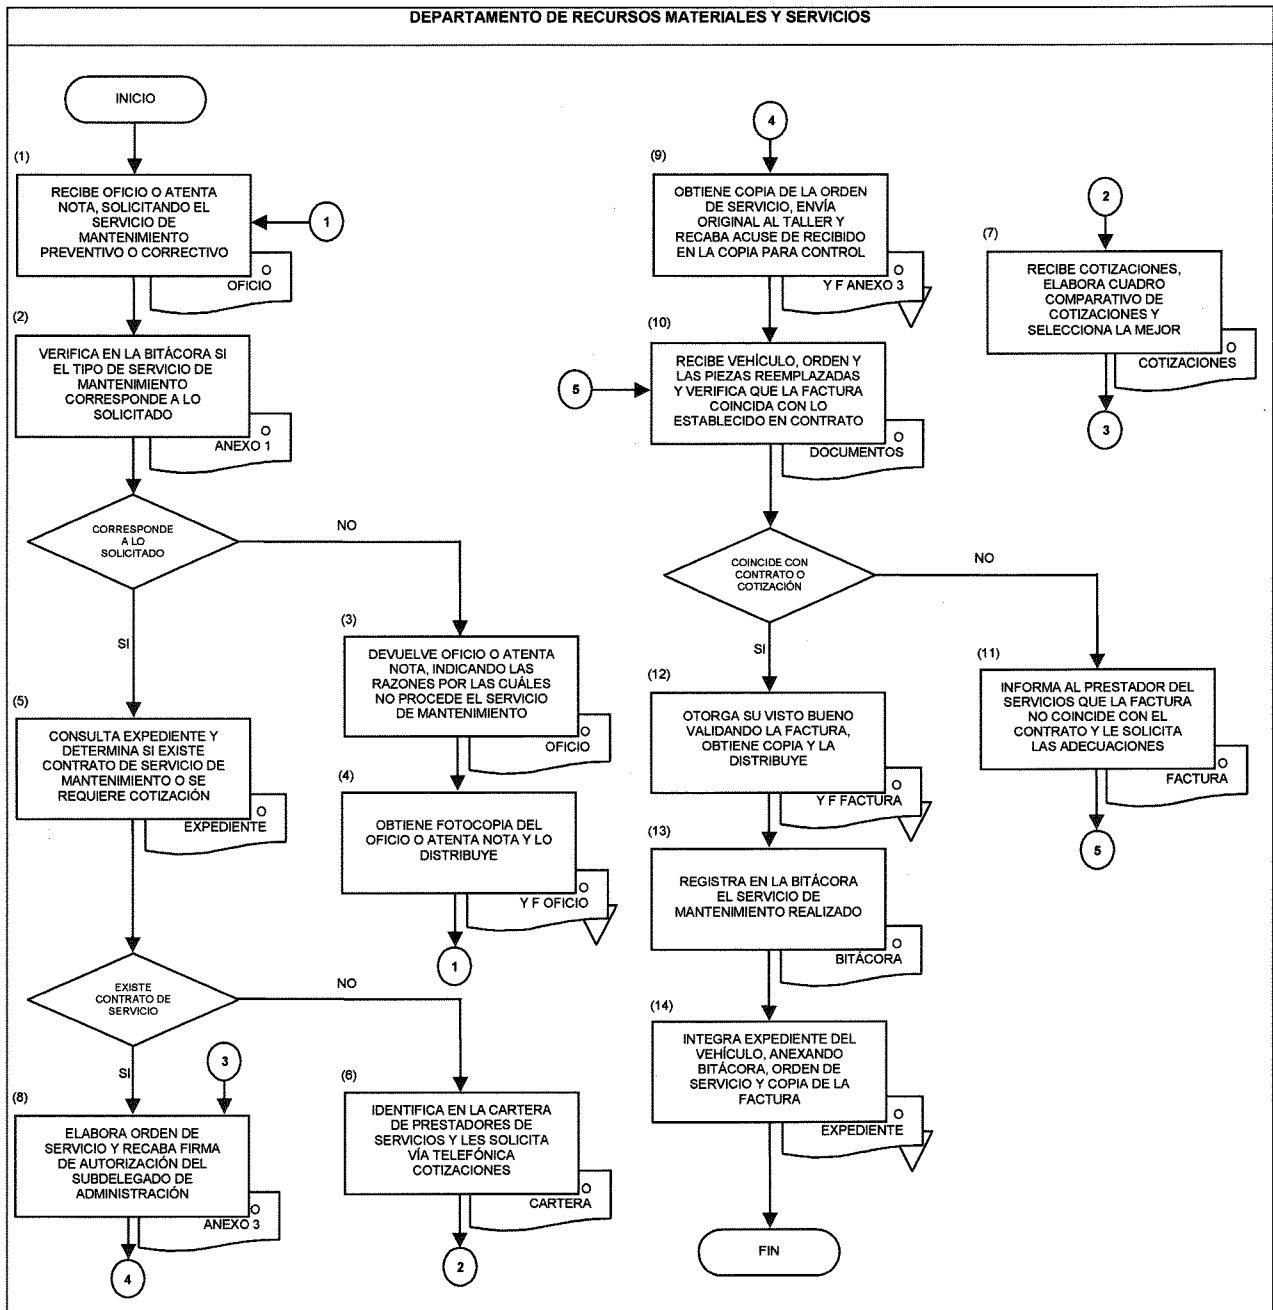 DEPARTAMENTO DE RECURSOS MATERIALES Y SERVICIOS
INICIO
(1)
RECIBE OFICIO O ATENTA
NOTA, SOLICITANDO EL
SERVICIO DE
MANTENIMIENTO
PREVENTIVO O CORRECTIVO
1
O
OFICIO
(2)
VERIFICA EN LA BITÁCORA SI
EL TIPO DE SERVICIO DE
MANTENIMIENTO
CORRESPONDE A LO
SOLICITADO
O
ANEXO 1
CORRESPONDE
A LO
SOLICITADO
NO
SI
(3)
DEVUELVE OFICIO O ATENTA
NOTA, INDICANDO LAS
RAZONES POR LAS CUÁLES
NO PROCEDE EL SERVICIO
DE MANTENIMIENTO
O
OFICIO
(4)
OBTIENE FOTOCOPIA DEL
OFICIO O ATENTA NOTA Y LO
DISTRIBUYE
O
Y F OFICIO
1
(5)
CONSULTA EXPEDIENTE Y
DETERMINA SI EXISTE
CONTRATO DE SERVICIO DE
MANTENIMIENTO O SE
REQUIERE COTIZACIÓN
O
EXPEDIENTE
EXISTE
CONTRATO DE
SERVICIO
NO
SI
3
(6)
IDENTIFICA EN LA CARTERA
DE PRESTADORES DE
SERVICIOS Y LES SOLICITA
VÍA TELEFÓNICA
COTIZACIONES
O
CARTERA
2
(8)
ELABORA ORDEN DE
SERVICIO Y RECABA FIRMA
DE AUTORIZACIÓN DEL
SUBDELEGADO DE
ADMINISTRACIÓN
O
ANEXO 3
4
4
(9)
OBTIENE COPIA DE LA ORDEN
DE SERVICIO, ENVÍA
ORIGINAL AL TALLER Y
RECABA ACUSE DE RECIBIDO
EN LA COPIA PARA CONTROL
O
Y F ANEXO 3
(10)
RECIBE VEHÍCULO, ORDEN Y
LAS PIEZAS REEMPLAZADAS
Y VERIFICA QUE LA FACTURA
COINCIDA CON LO
ESTABLECIDO EN CONTRATO
5
O
DOCUMENTOS
COINCIDE CON
CONTRATO O
COTIZACIÓN
NO
SI
(12)
OTORGA SU VISTO BUENO
VALIDANDO LA FACTURA,
OBTIENE COPIA Y LA
DISTRIBUYE
O
Y F FACTURA
(13)
REGISTRA EN LA BITÁCORA
EL SERVICIO DE
MANTENIMIENTO REALIZADO
O
BITÁCORA
(14)
INTEGRA EXPEDIENTE DEL
VEHÍCULO, ANEXANDO
BITÁCORA, ORDEN DE
SERVICIO Y COPIA DE LA
FACTURA
O
EXPEDIENTE
FIN
2
(7)
RECIBE COTIZACIONES,
ELABORA CUADRO
COMPARATIVO DE
COTIZACIONES Y
SELECCIONA LA MEJOR
O
COTIZACIONES
3
(11)
INFORMA AL PRESTADOR DEL
SERVICIOS QUE LA FACTURA
NO COINCIDE CON EL
CONTRATO Y LE SOLICITA
LAS ADECUACIONES
O
FACTURA
5